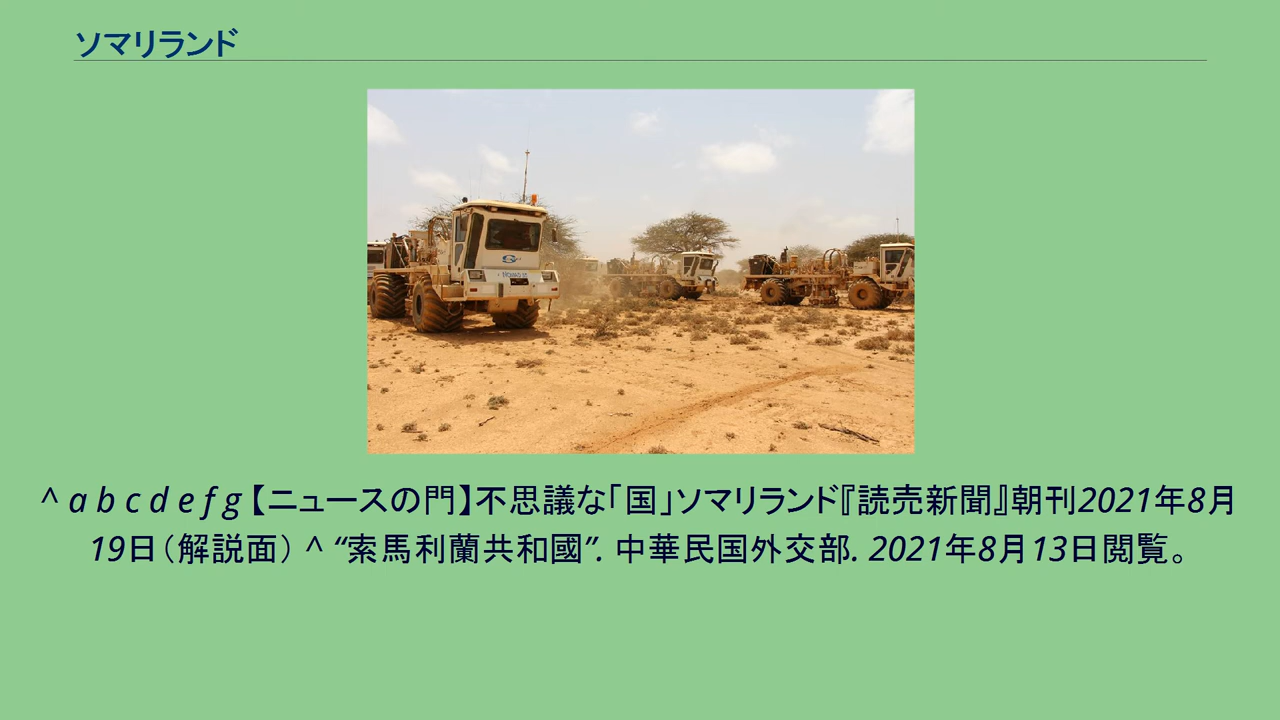 ソマリランド
^ a b c d e f g 【ニュースの門】不思議な「国」ソマリランド『読売新聞』朝刊2021年8月
19日（解説面） ^ “索馬利蘭共和國”. 中華民国外交部. 2021年8月13日閲覧。